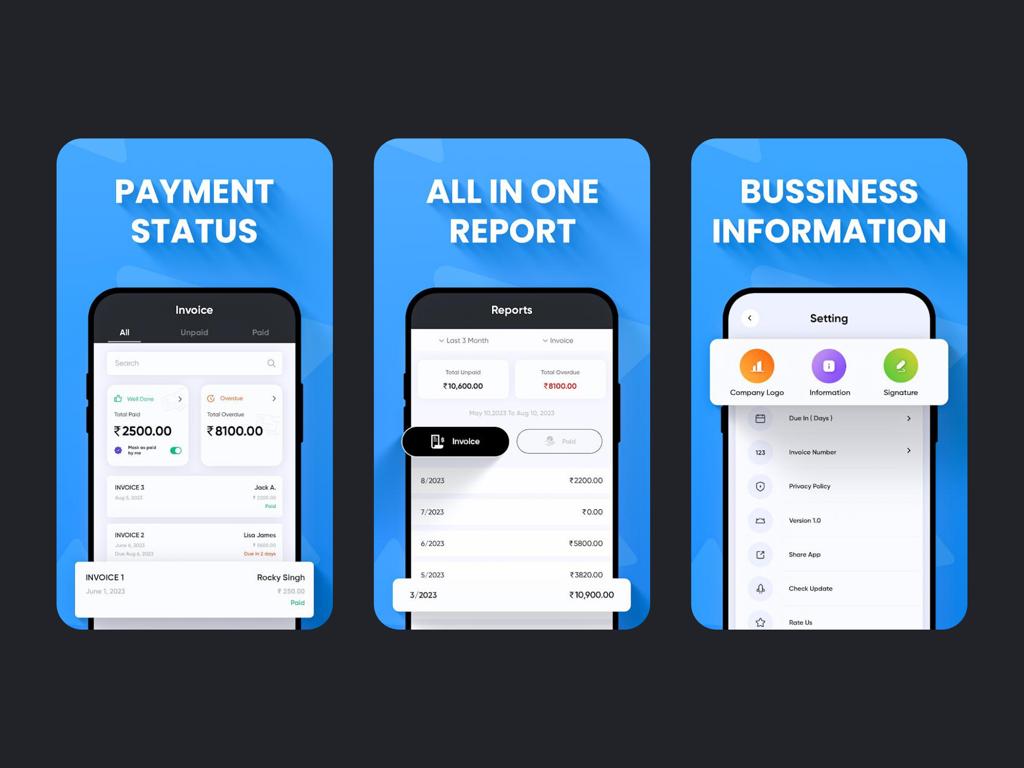 PAYMENT
STATUS
Invoice
All Unpaid Paid
Search
Well Done
Total Paid
₹2500.00
Mask as paid
by me
Overdue
Total Overdue
₹8100.00
INVOICE 3 Jack A.
Aug 5, 2023 ₹ 2200.00
Paid
INVOICE 2 Lisa James
June 6, 2023 ₹ 5600.00
Due Aug 6, 2023 Due in 2 days
INVOICE 1 Rocky Singh
June 1, 2023 ₹ 250.00
Paid
ALL IN ONE
REPORT
Reports
Last 3 Month Invoice
Total Unpaid Total Overdue
₹10,600.00 ₹8100.00
May 10,2023 To Aug 10, 2023
Invoice Paid
8/2023 ₹2200.00
7/2023 ₹0.00
6/2023 ₹5800.00
5/2023 ₹3820.00
3/2023 ₹10,900.00
BUSSINESS
INFORMATION
Setting
Company Logo Information Signature
Due In ( Days )
123 Invoice Number
Privacy Policy
Version 1.0
Share App
Check Update
Rate Us